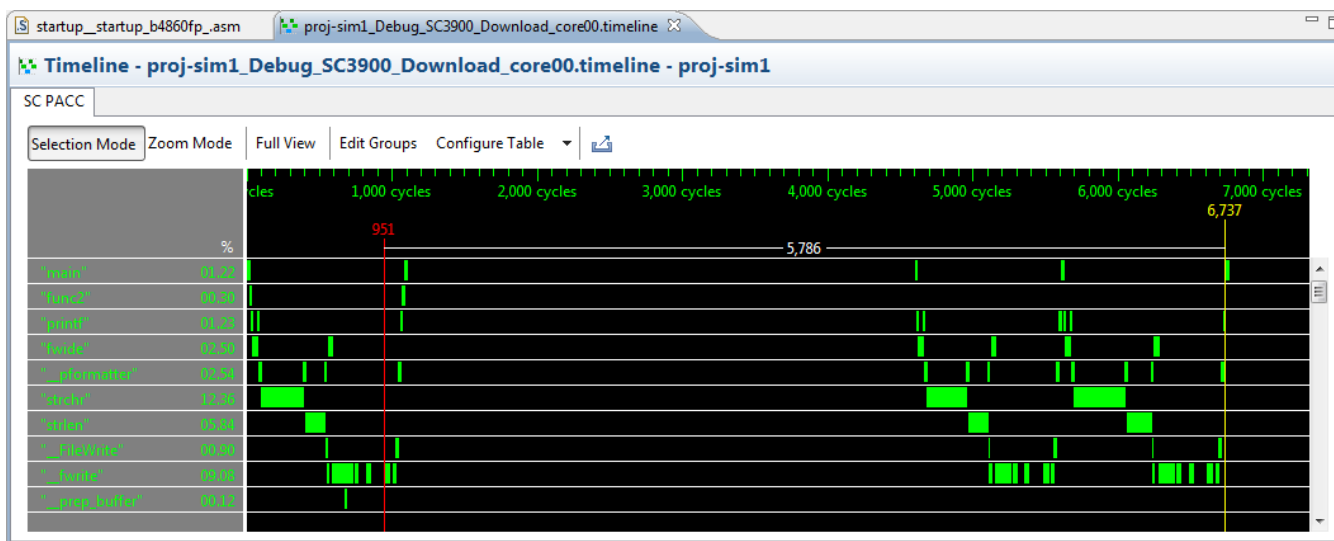 startup__startup_b4860fp_.asm proj-sim1_Debug_SC3900_Download_core00.timeline
Timeline - proj-sim1_Debug_SC3900_Download_core00.timeline - proj-sim1
SC PACC
Selection Mode Zoom Mode Full View Edit Groups Configure Table
cles 1,000 cycles 2,000 cycles 3,000 cycles 4,000 cycles 5,000 cycles 6,000 cycles 7,000 cycles
6,737
951
% 5,786
"main" 01.22
"func2" 00.30
"printf" 01.23
"fwide" 02.50
"__pformatter" 02.54
"strchr" 12.36
"strlen" 05.84
"__FileWrite" 00.90
"__fwrite" 09.08
"__prep_buffer" 00.12